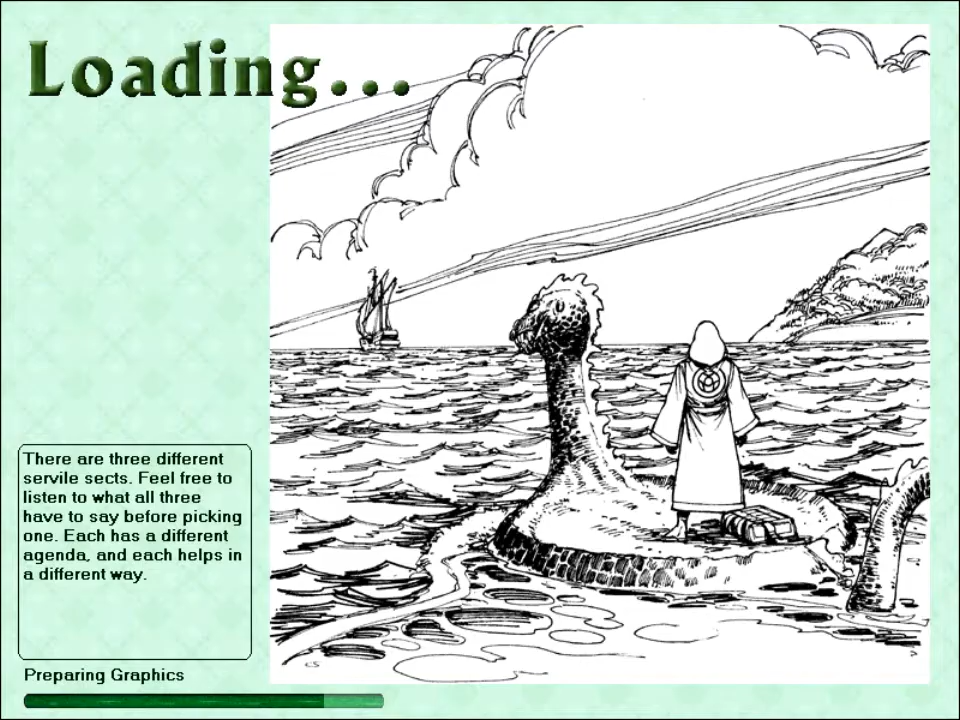 Loading...
There are three different
servile sects. Feel free to
listen to what all three
have to say before picking
one. Each has a different
agenda, and each helps in
a different way.
Preparing Graphics